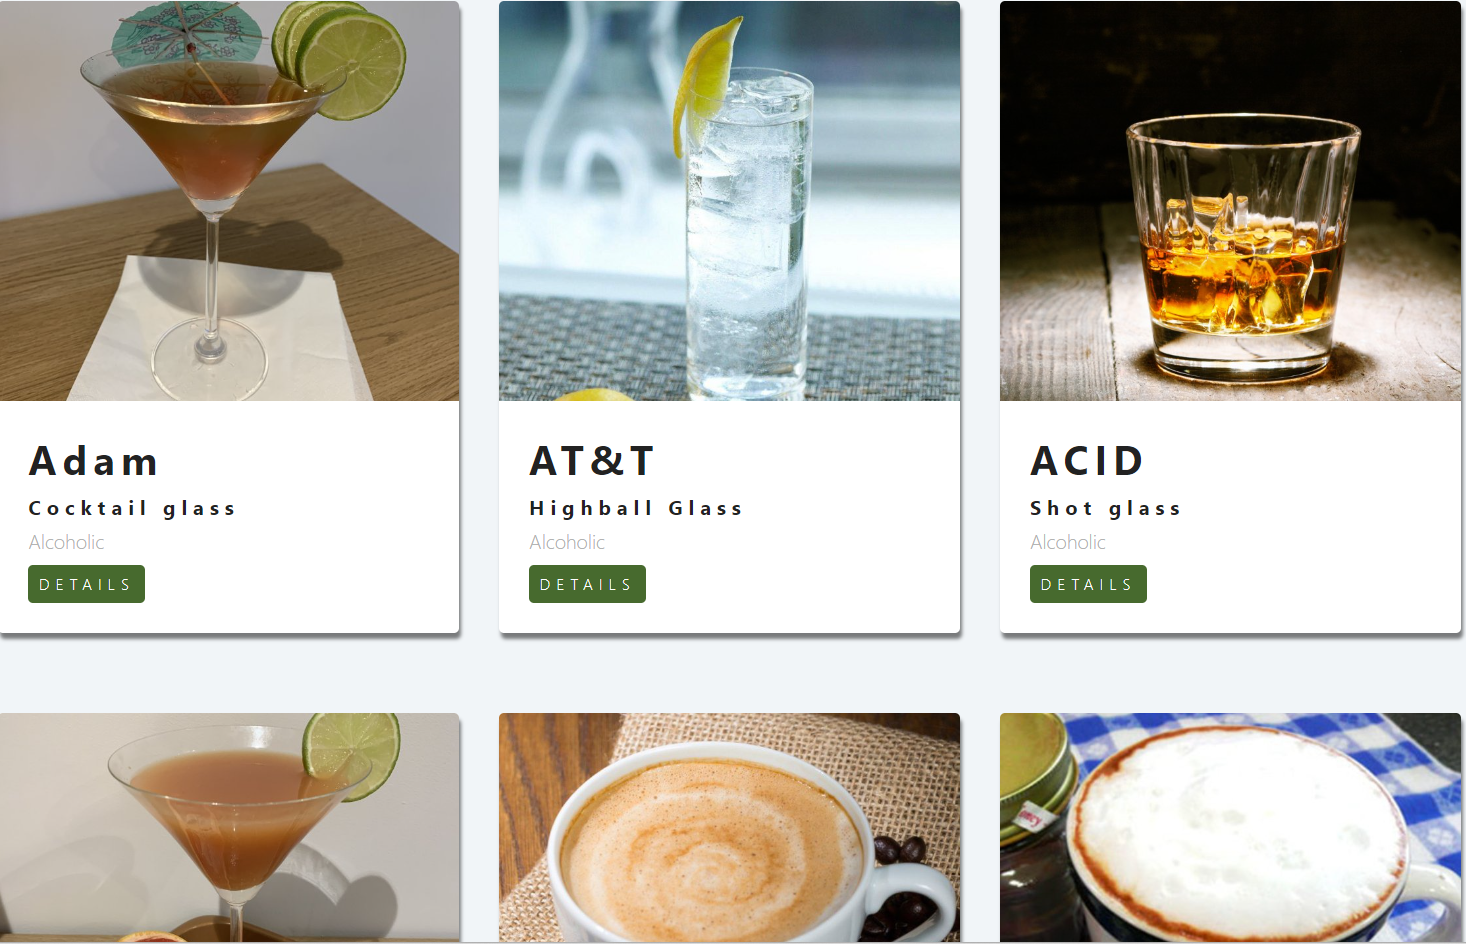 Adam
Cocktail glass
Alcoholic
DETAILS
AT&T
Highball Glass
Alcoholic
DETAILS
ACID
Shot glass
Alcoholic
DETAILS